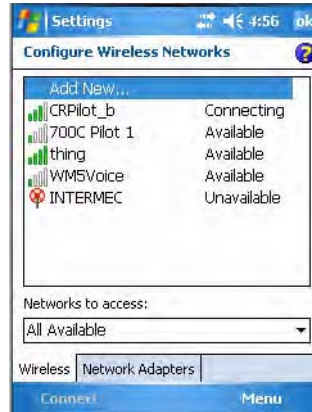 Settings 4:56 ok
Configure Wireless Networks
Add New...
CRPilot_b Connecting
700C Pilot 1 Available
thing Available
WM5Voice Available
INTERMEC Unavailable
Networks to access:
All Available
Wireless Network Adapters
Connect Menu